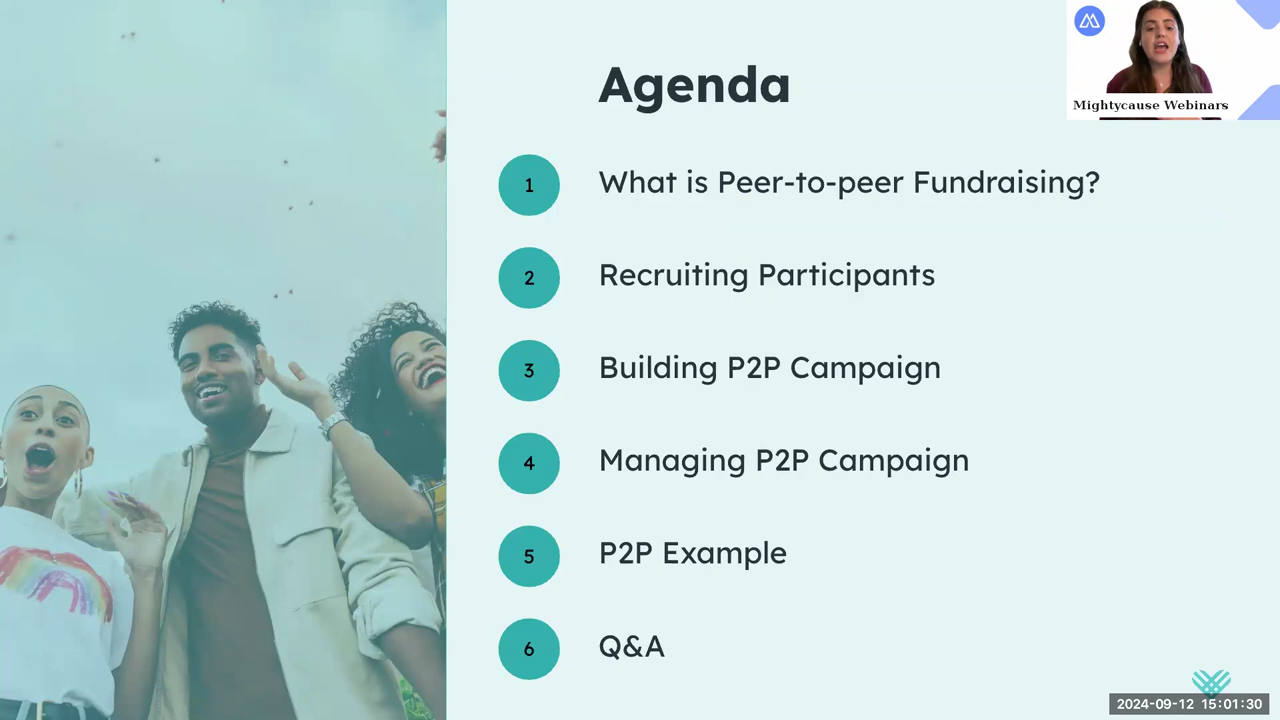 Agenda
Mightycause Webinars
1 What is Peer-to-peer Fundraising?
2 Recruiting Participants
3 Building P2P Campaign
4 Managing P2P Campaign
5 P2P Example
6 Q&A
2024-09-12 15:01:30